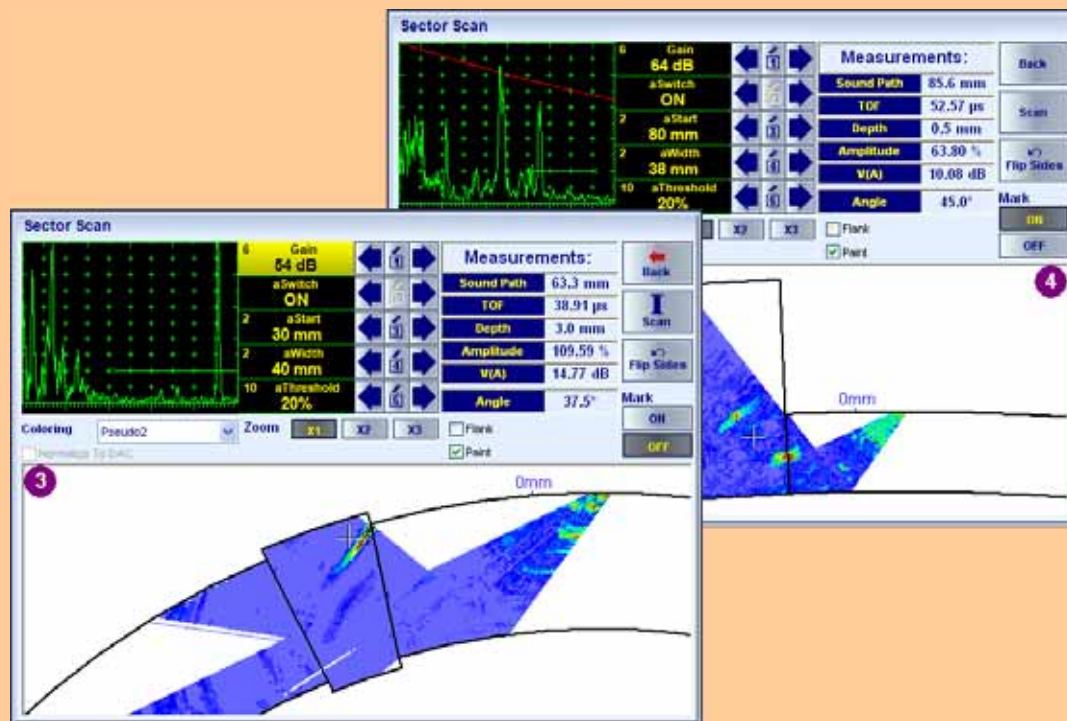 Sector Scan
6 Gain
64 dB
aSwitch
ON
2 aStart
80 mm
2 aWidth
38 mm
10 aThreshold
20%
Measurements:
Sound Path 85.6 mm
TOF 52.57 µs
Depth 0.5 mm
Amplitude 63.80 %
V(A) 10.08 dB
Angle 45.0°
Back
Scan
Flip Sides
Mark
ON
OFF
X2 X3
Flank
Paint
4
0mm
Sector Scan
6 Gain
54 dB
aSwitch
ON
2 aStart
30 mm
2 aWidth
40 mm
10 aThreshold
20%
Measurements:
Sound Path 63.3 mm
TOF 38.91 µs
Depth 3.0 mm
Amplitude 109.59 %
V(A) 14.77 dB
Angle 37.5°
Back
Scan
Flip Sides
Mark
ON
OFF
Coloring Pseudo2 Zoom X1 X2 X3
Flank
Paint
Normalize To DAC
3
0mm